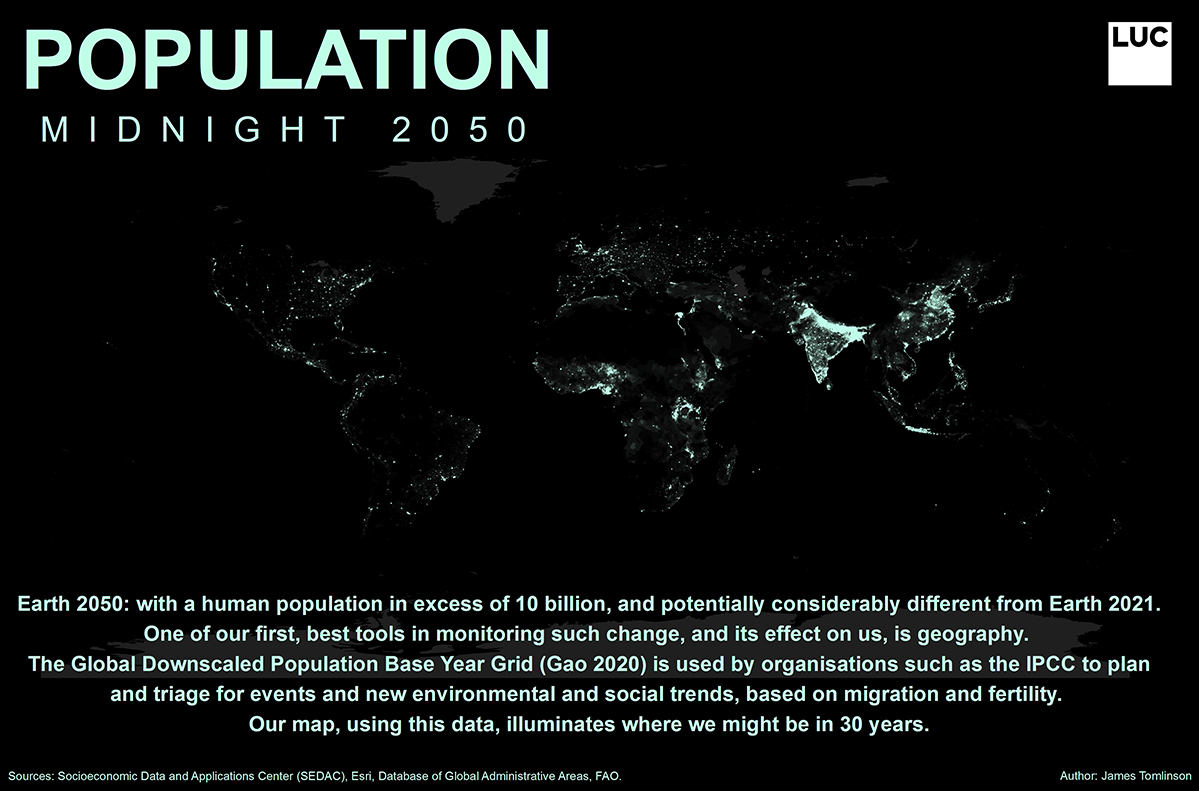 POPULATION
LUC
MIDNIGHT 2050
Earth 2050: with a human population in excess of 10 billion, and potentially considerably different from Earth 2021.
One of our first, best tools in monitoring such change, and its effect on us, is geography.
The Global Downscaled Population Base Year Grid (Gao 2020) is used by organisations such as the IPCC to plan
and triage for events and new environmental and social trends, based on migration and fertility.
Our map, using this data, illuminates where we might be in 30 years.
Sources: Socioeconomic Data and Applications Center (SEDAC), Esri, Database of Global Administrative Areas, FAO.
Author: James Tomlinson